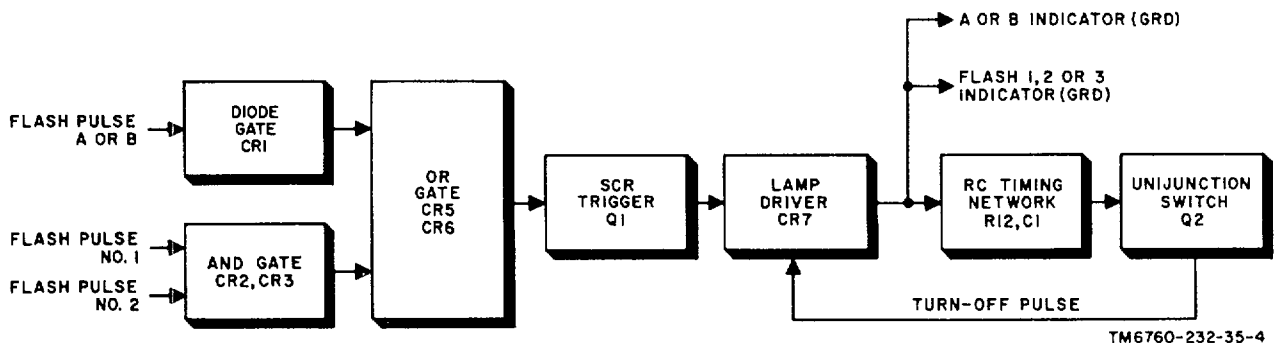 A OR B INDICATOR (GRD)
FLASH 1, 2 OR 3
INDICATOR (GRD)
FLASH PULSE
A OR B
DIODE
GATE
CR1
FLASH PULSE
NO. 1
FLASH PULSE
NO. 2
AND GATE
CR2, CR3
OR
GATE
CR5
CR6
SCR
TRIGGER
Q1
LAMP
DRIVER
CR7
RC TIMING
NETWORK
R12, C1
UNIJUNCTION
SWITCH
Q2
TURN-OFF PULSE
TM6760-232-35-4